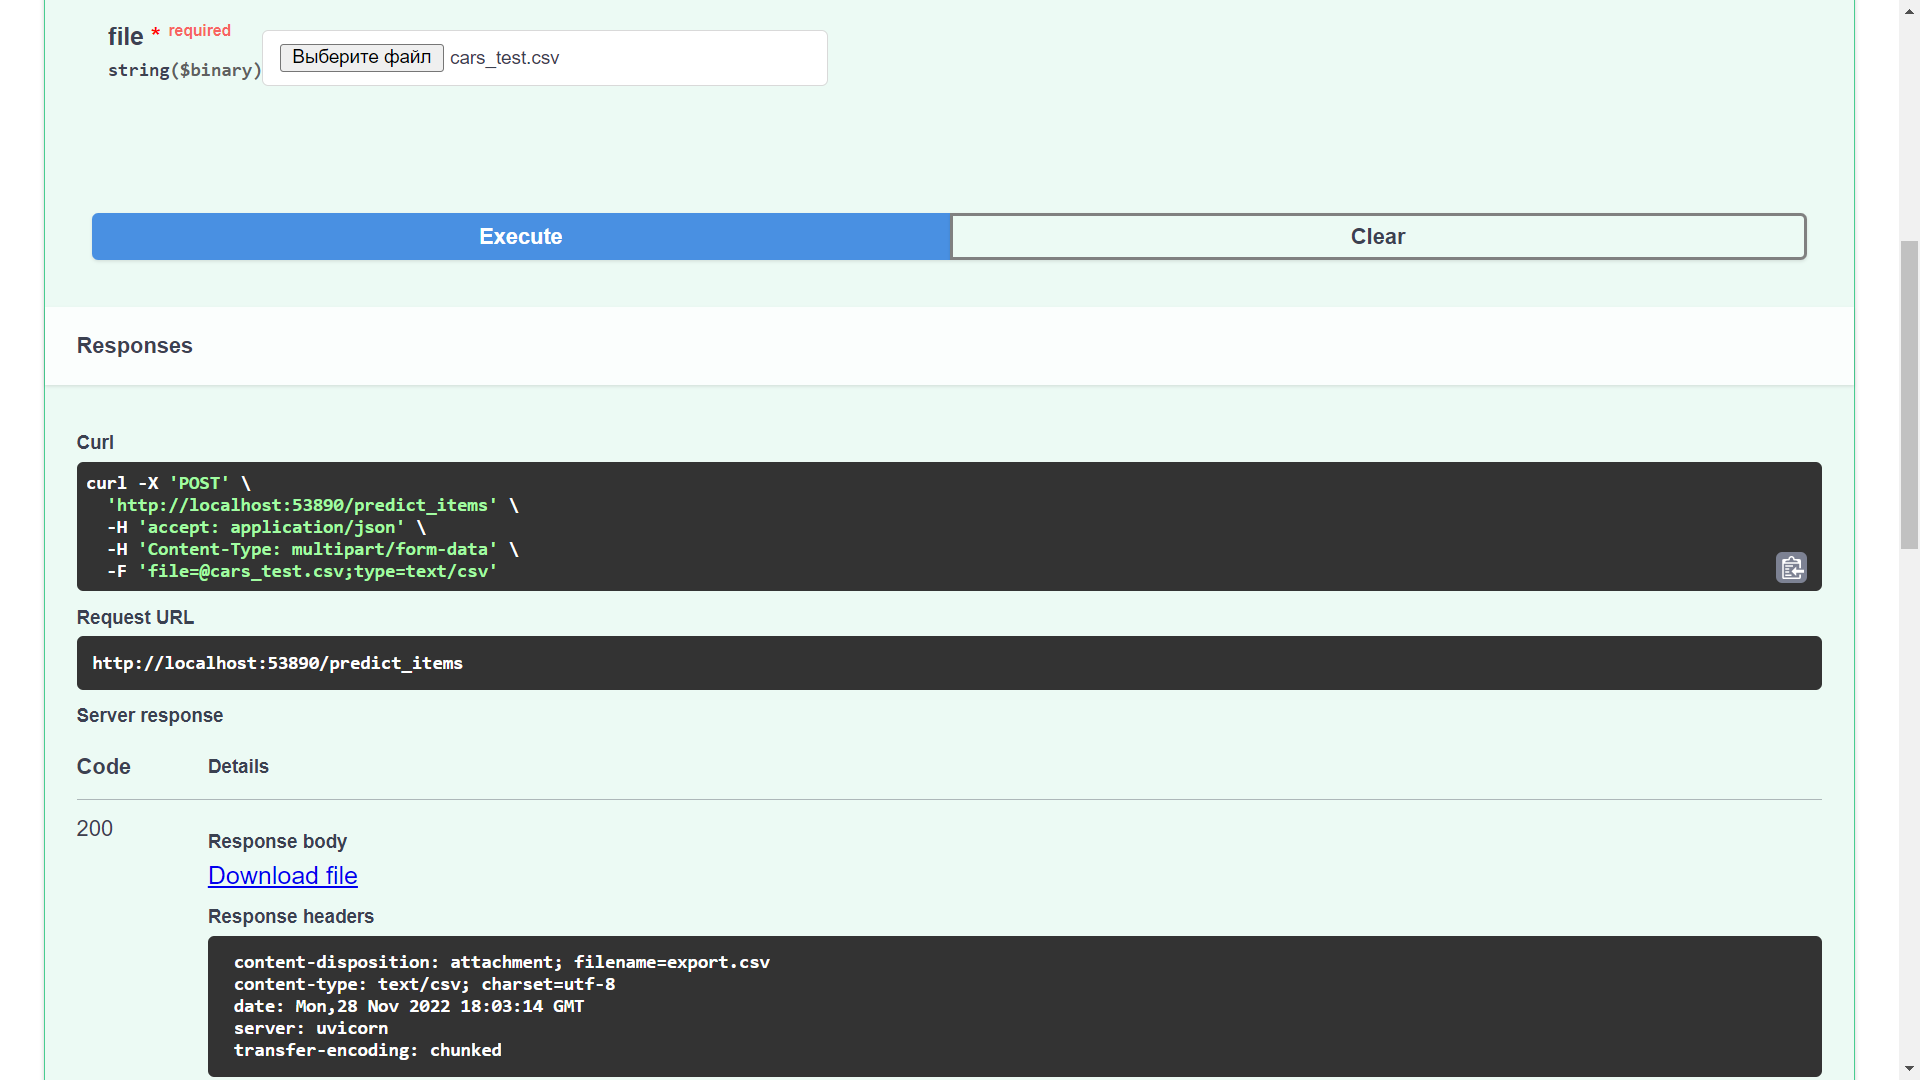 file * required
string($binary)
Выберите файл cars_test.csv
Execute
Clear
Responses
Curl
curl -X 'POST' \
  'http://localhost:53890/predict_items' \
  -H 'accept: application/json' \
  -H 'Content-Type: multipart/form-data' \
  -F 'file=@cars_test.csv;type=text/csv'
Request URL
http://localhost:53890/predict_items
Server response
Code Details
200
Response body
Download file
Response headers
content-disposition: attachment; filename=export.csv
content-type: text/csv; charset=utf-8
date: Mon,28 Nov 2022 18:03:14 GMT
server: uvicorn
transfer-encoding: chunked